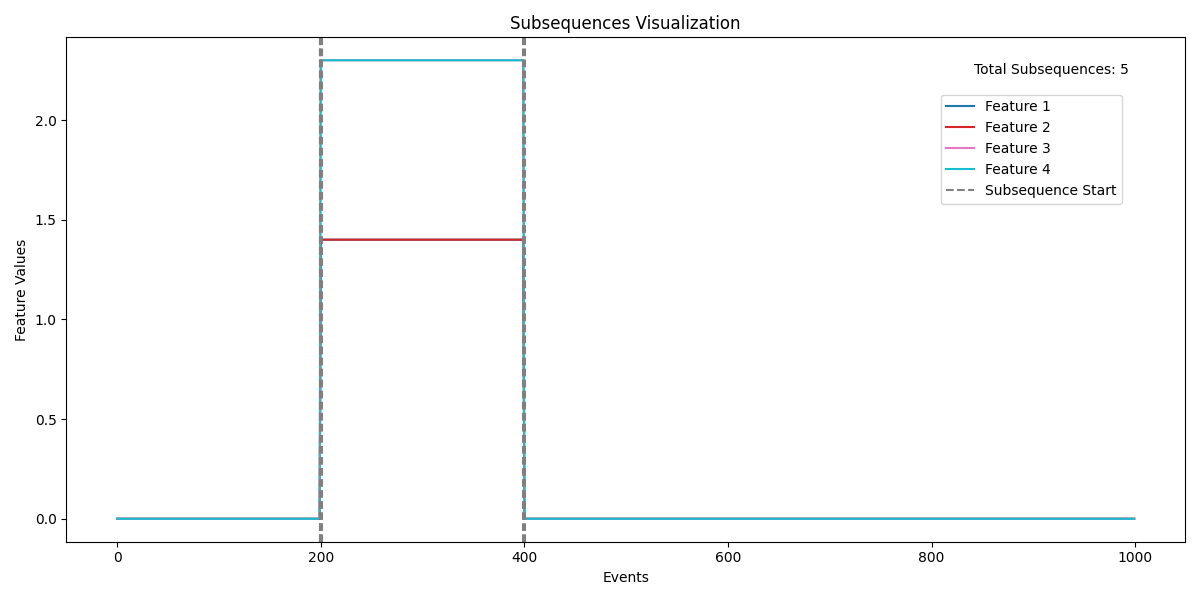 Subsequences Visualization
Total Subsequences: 5
Feature 1
Feature 2
Feature 3
Feature 4
Subsequence Start
Feature Values
2.0
1.5
1.0
0.5
0.0
0 200 400 600 800 1000
Events